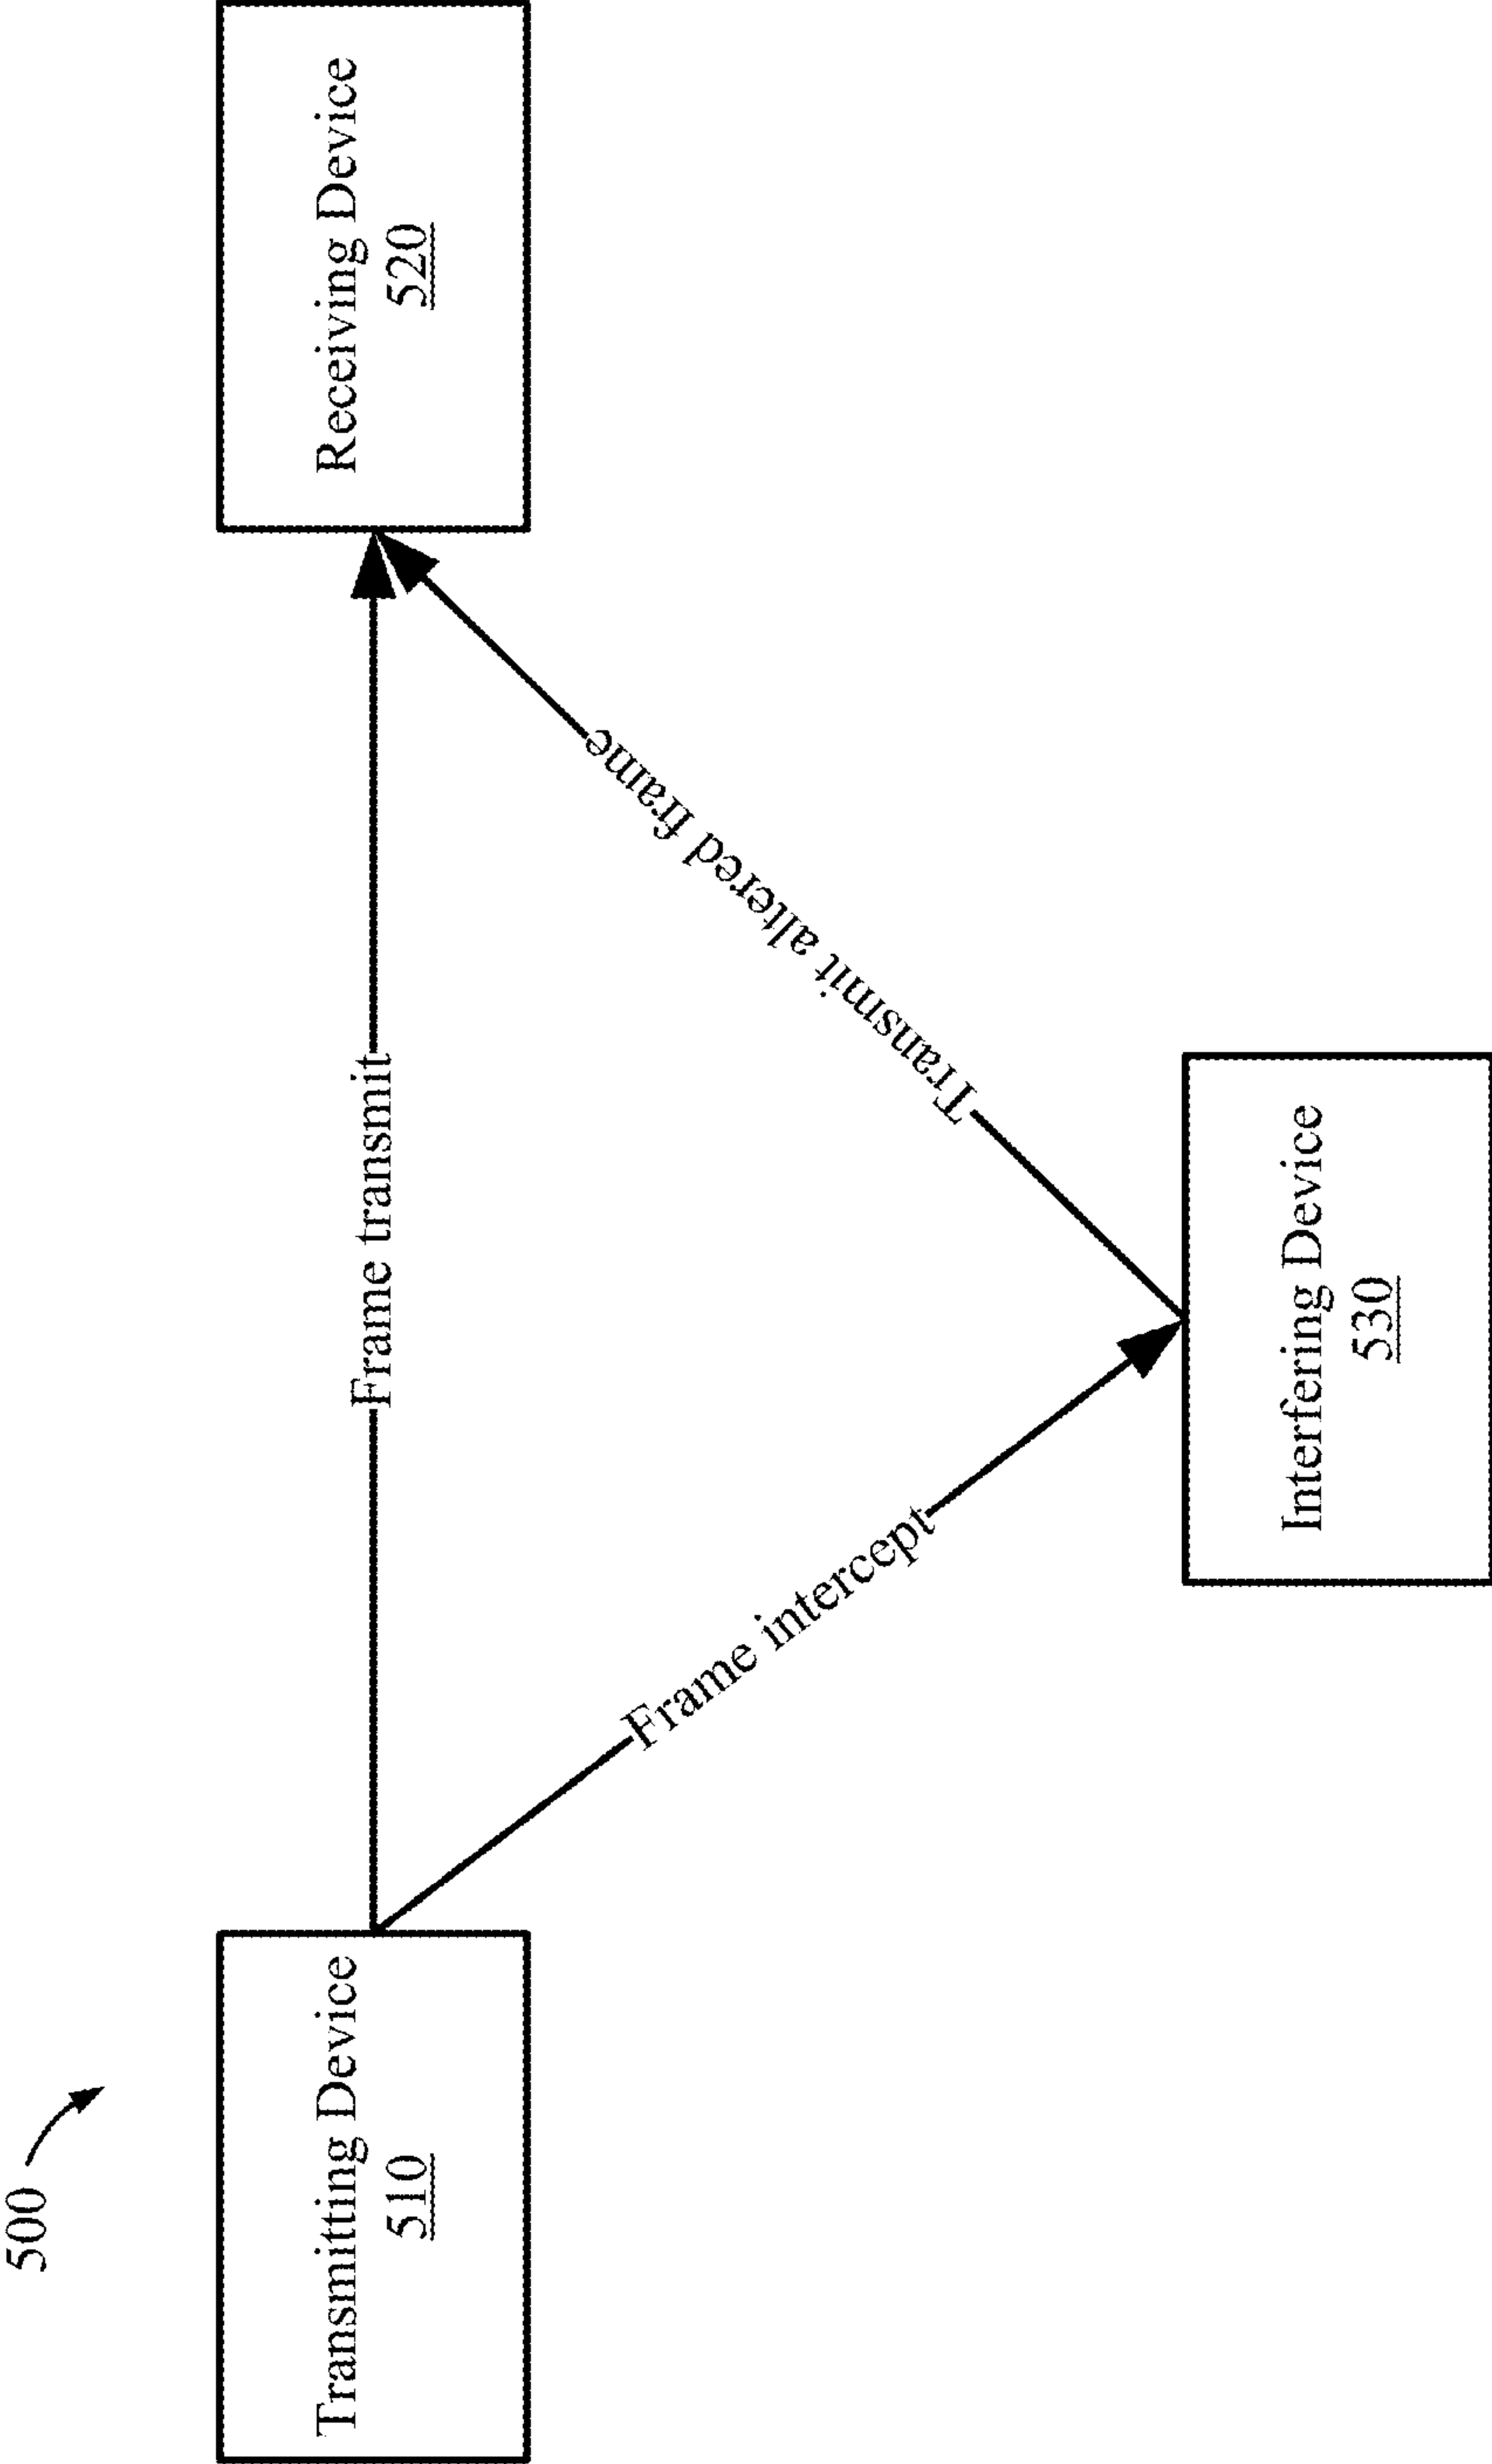 500
Transmitting Device
510
Frame transmit
Receiving Device
520
Frame intercept
Transmit altered frame
Interfering Device
530